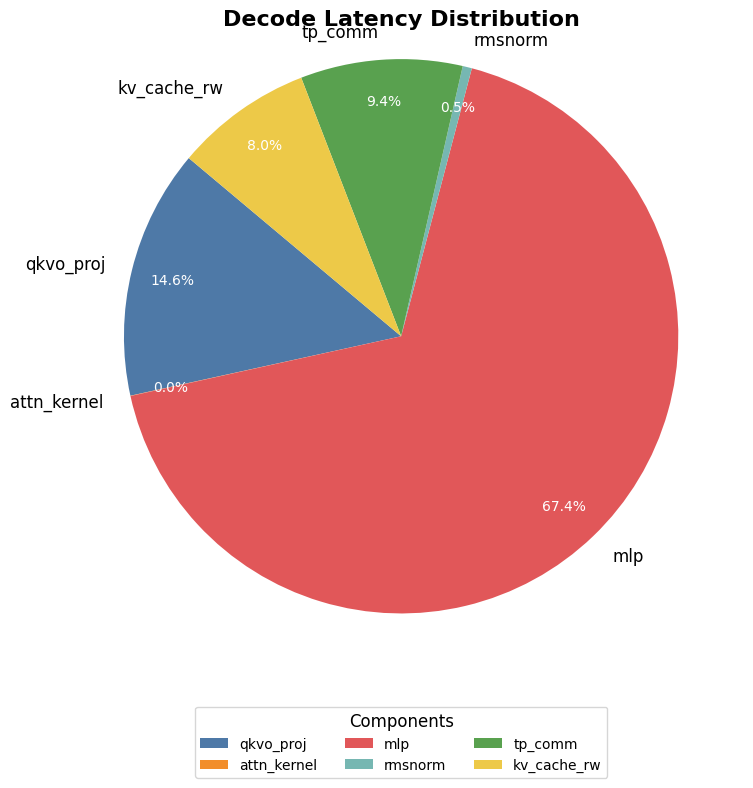 Decode Latency Distribution
tp_comm
rmsnorm
kv_cache_rw
9.4%
0.5%
8.0%
qkvo_proj
14.6%
0.0%
attn_kernel
67.4%
mlp
Components
qkvo_proj
mlp
tp_comm
attn_kernel
rmsnorm
kv_cache_rw